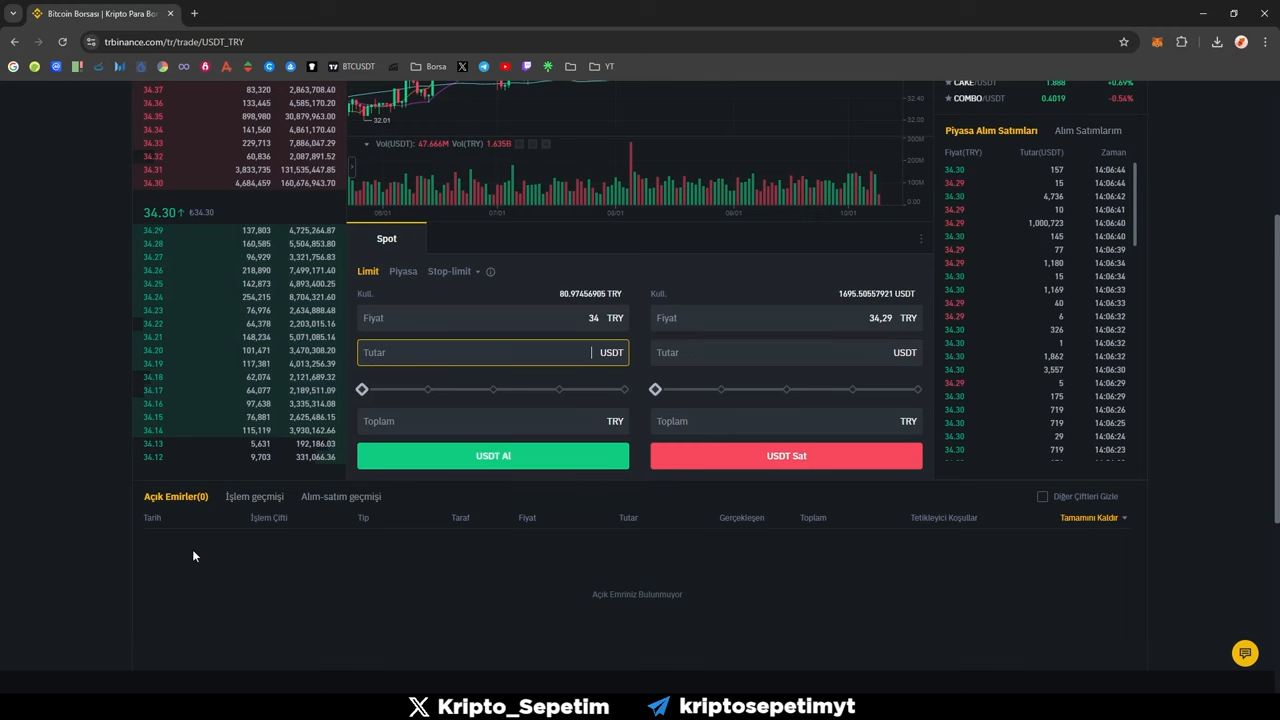 Bitcoin Borsası | Kripto Para Bor
trbinance.com/tr/trade/USDT_TRY
BTCUSDT
Borsa
YT
34.37 83,320 2,863,708.40
34.36 133,445 4,585,170.20
34.35 898,980 30,879,963.00
34.34 141,560 4,861,170.40
34.33 229,713 7,886,047.29
34.32 60,836 2,087,891.52
34.31 3,833,735 131,535,447.85
34.30 4,684,459 160,676,943.70
34.30↑ ₺34.30
34.29 137,803 4,725,264.87
34.28 160,585 5,504,853.80
34.27 96,929 3,321,756.83
34.26 218,890 7,499,171.40
34.25 142,873 4,893,400.25
34.24 254,215 8,704,321.60
34.23 76,976 2,634,888.48
34.22 64,378 2,203,015.16
34.21 148,234 5,071,085.14
34.20 101,471 3,470,308.20
34.19 117,381 4,013,256.39
34.18 62,074 2,121,689.32
34.17 64,077 2,189,511.09
34.16 97,638 3,335,314.08
34.15 76,881 2,625,486.15
34.14 115,119 3,930,162.66
34.13 5,631 192,186.03
34.12 9,703 331,066.36
32.01
32.40
32.00
Vol(USDT): 47.666M Vol(TRY) 1.635B
300M
200M
100M
0.00
06/01 07/01 08/01 09/01 10/01
Spot
Limit Piyasa Stop-limit
Kull. 80.97456905 TRY
Fiyat 34 TRY
Tutar USDT
Toplam TRY
USDT Al
Kull. 1695.50557921 USDT
Fiyat 34,29 TRY
Tutar USDT
Toplam TRY
USDT Sat
CAKE/USDT 1.888 +0.69%
COMBO/USDT 0.4019 -0.54%
Piyasa Alım Satımları Alım Satımlarım
Fiyat(TRY) Tutar(USDT) Zaman
34.30 157 14:06:44
34.29 15 14:06:44
34.30 4,736 14:06:42
34.29 10 14:06:41
34.29 1,000,723 14:06:40
34.30 145 14:06:40
34.29 77 14:06:39
34.29 1,180 14:06:34
34.30 15 14:06:34
34.30 1,169 14:06:33
34.29 40 14:06:33
34.29 6 14:06:32
34.30 326 14:06:31
34.30 1 14:06:31
34.30 1,862 14:06:30
34.30 3,557 14:06:30
34.29 5 14:06:29
34.30 175 14:06:29
34.30 719 14:06:26
34.30 719 14:06:25
34.30 29 14:06:24
34.30 719 14:06:23
Açık Emirler(0) İşlem geçmişi Alım-satım geçmişi
Diğer Çiftleri Gizle
Tarih İşlem Çifti Tip Taraf Fiyat Tutar Gerçekleşen Toplam Tetikleyici Koşullar Tamamını Kaldır
Açık Emriniz Bulunmuyor
Kripto_Sepetim kriptosepetimyt